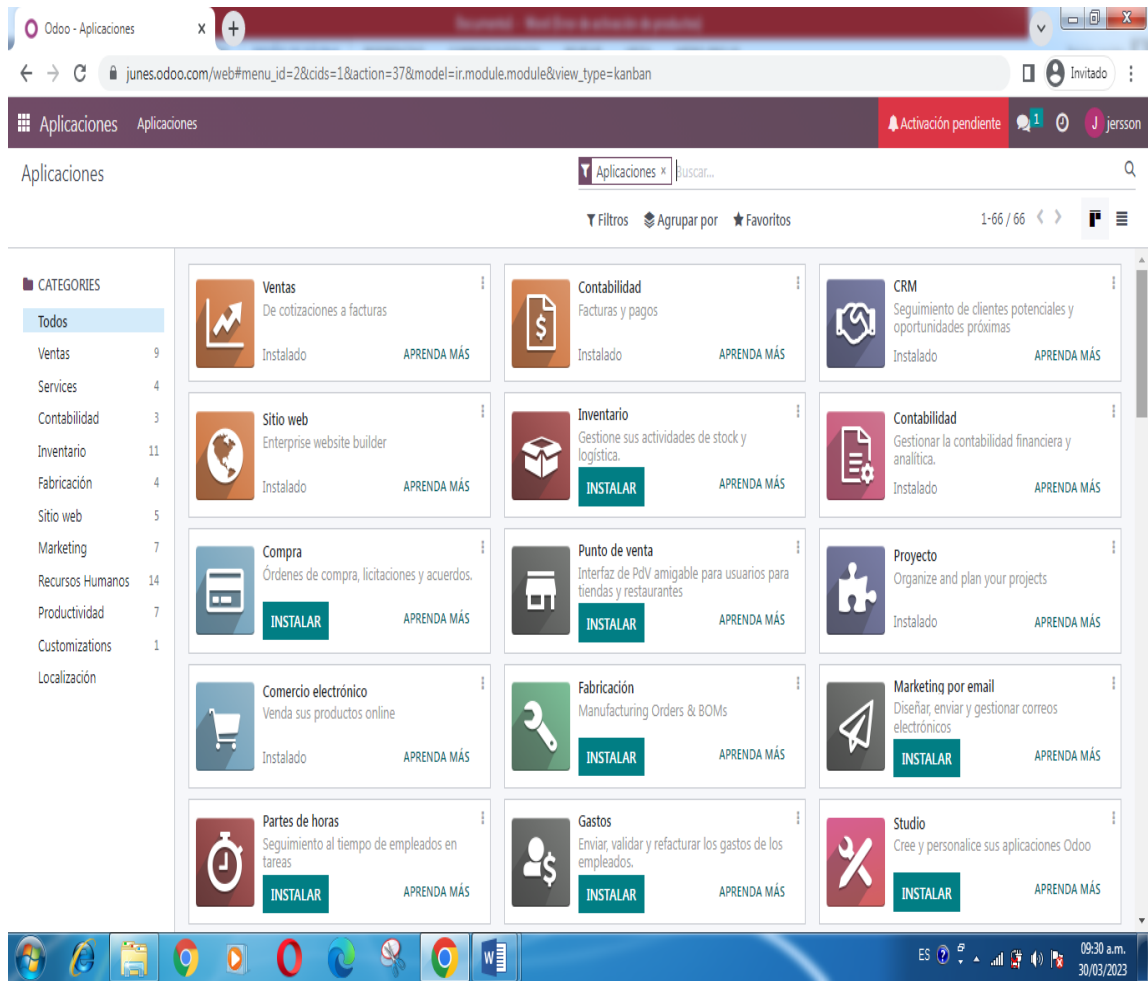 Odoo - Aplicaciones
Documento1 - Word (Error de activación de productos)
junes.odoo.com/web#menu_id=2&cids=1&action=37&model=ir.module.module&view_type=kanban
Invitado
Aplicaciones Aplicaciones
Activación pendiente
1
J jersson
Aplicaciones
Aplicaciones × Buscar...
Filtros Agrupar por Favoritos
1-66 / 66
CATEGORIES
Todos
Ventas 9
Services 4
Contabilidad 3
Inventario 11
Fabricación 4
Sitio web 5
Marketing 7
Recursos Humanos 14
Productividad 7
Customizations 1
Localización
Ventas
De cotizaciones a facturas
Instalado APRENDA MÁS
Contabilidad
Facturas y pagos
Instalado APRENDA MÁS
CRM
Seguimiento de clientes potenciales y
oportunidades próximas
Instalado APRENDA MÁS
Sitio web
Enterprise website builder
Instalado APRENDA MÁS
Inventario
Gestione sus actividades de stock y
logística.
INSTALAR APRENDA MÁS
Contabilidad
Gestionar la contabilidad financiera y
analítica.
Instalado APRENDA MÁS
Compra
Órdenes de compra, licitaciones y acuerdos.
INSTALAR APRENDA MÁS
Punto de venta
Interfaz de PdV amigable para usuarios para
tiendas y restaurantes
INSTALAR APRENDA MÁS
Proyecto
Organize and plan your projects
Instalado APRENDA MÁS
Comercio electrónico
Venda sus productos online
Instalado APRENDA MÁS
Fabricación
Manufacturing Orders & BOMs
INSTALAR APRENDA MÁS
Marketing por email
Diseñar, enviar y gestionar correos
electrónicos
INSTALAR APRENDA MÁS
Partes de horas
Seguimiento al tiempo de empleados en
tareas
INSTALAR APRENDA MÁS
Gastos
Enviar, validar y refacturar los gastos de los
empleados.
INSTALAR APRENDA MÁS
Studio
Cree y personalice sus aplicaciones Odoo
INSTALAR APRENDA MÁS
ES
09:30 a.m.
30/03/2023